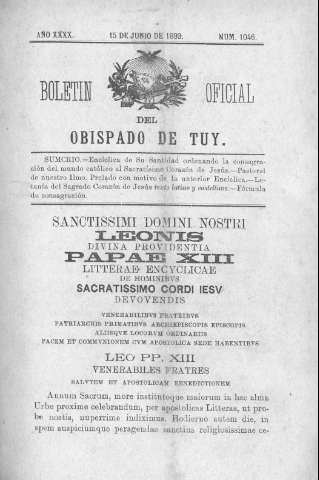 AÑO XXXX. 15 DE JUNIO DE 1899. NUM. 1046.
BOLETIN OFICIAL
DEL
OBISPADO DE TUY.
SUMARIO.—Encíclica de Su Santidad ordenando la consagra-
ción del mundo católico al Sacratísimo Corazón de Jesús.—Pastoral
de nuestro Ilmo. Prelado con motivo de la anterior Encíclica.—Le-
tanía del Sagrado Corazón de Jesús texto latino y castellano.—Fórmula
de consagración.
SANCTISSIMI DOMINI NOSTRI
LEONIS
DIVINA PROVIDENTIA
PAPAE XIII
LITTERAE ENCYCLICAE
DE HOMINIBVS
SACRATISSIMO CORDI IESV
DEVOVENDIS
VENERABILIBVS FRATRIBVS
PATRIARCHIS PRIMATIBVS ARCHIEPISCOPIS EPISCOPIS
ALIISQVE LOCORVM ORDINARIIS
PACEM ET COMMVNIONEM CVM APOSTOLICA SEDE HABENTIBVS
LEO PP. XIII
VENERABILES FRATRES
SALVTEM ET APOSTOLICAM BENEDICTIONEM
Annum Sacrum, more institutoque maiorum in hac alma
Urbe proxime celebrandum, per apostolicas Litteras, ut pro-
be nostis, nuperrime indiximus. Hodierno autem die, in
spem auspiciumque peragendae sanctius religiosissimae ce-